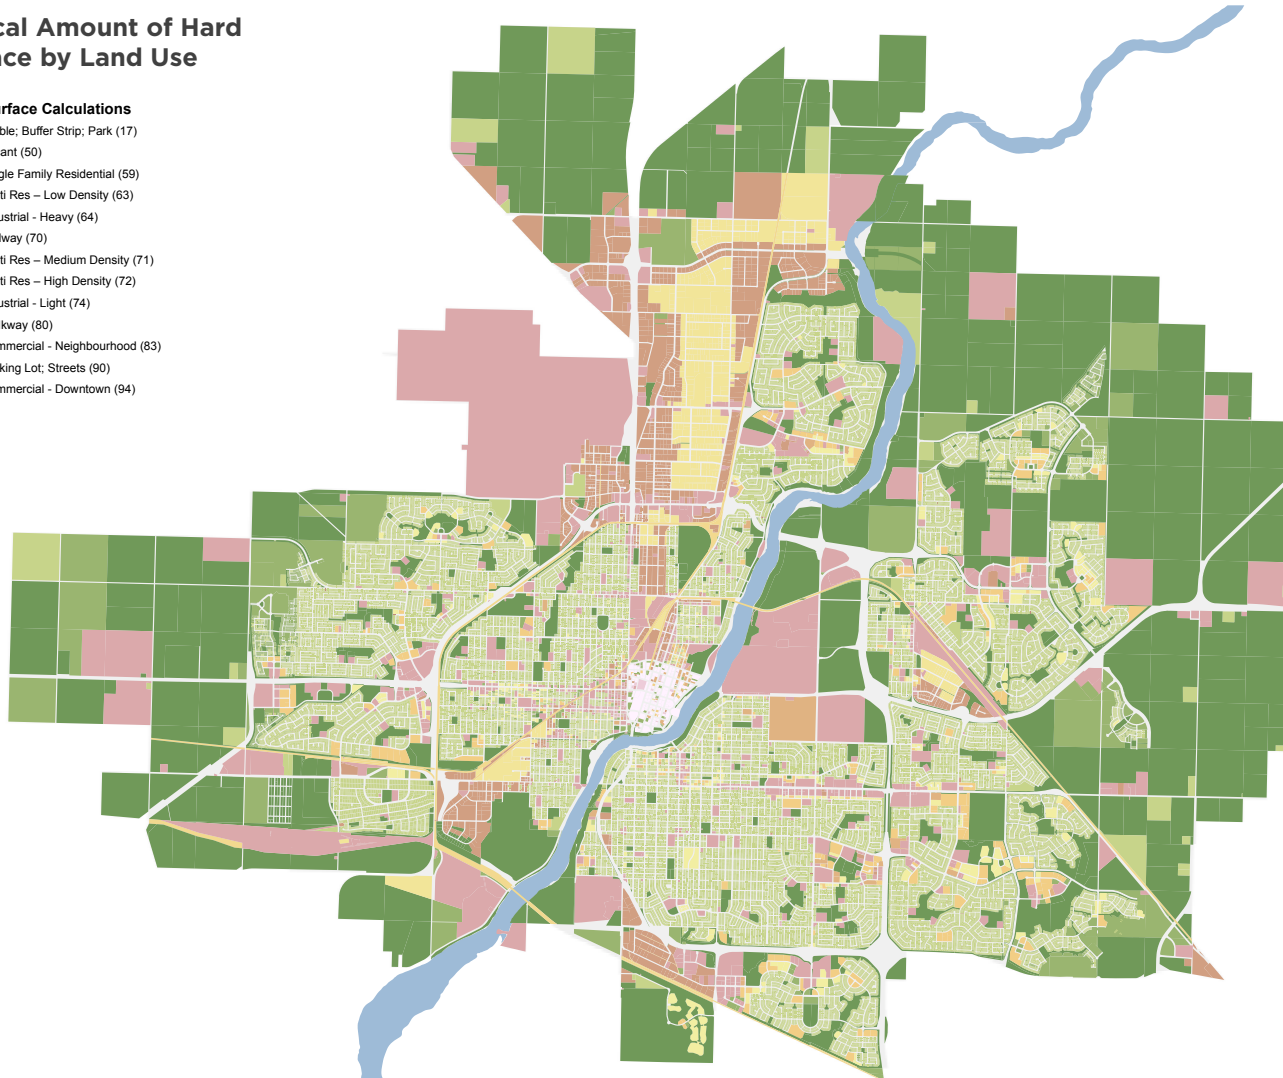 cal Amount of Hard
ace by Land Use
urface Calculations
ble; Buffer Strip; Park (17)
ant (50)
gle Family Residential (59)
ti Res – Low Density (63)
ustrial - Heavy (64)
lway (70)
ti Res – Medium Density (71)
ti Res – High Density (72)
ustrial - Light (74)
lkway (80)
mmercial - Neighbourhood (83)
king Lot; Streets (90)
mmercial - Downtown (94)